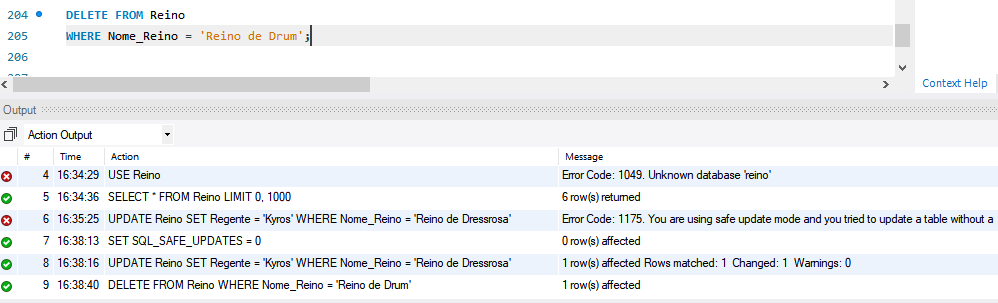 204 DELETE FROM Reino
205 WHERE Nome_Reino = 'Reino de Drum';
206
Context Help
Output
Action Output
# Time Action Message
4 16:34:29 USE Reino Error Code: 1049. Unknown database 'reino'
5 16:34:36 SELECT * FROM Reino LIMIT 0, 1000 6 row(s) returned
6 16:35:25 UPDATE Reino SET Regente = 'Kyros' WHERE Nome_Reino = 'Reino de Dressrosa' Error Code: 1175. You are using safe update mode and you tried to update a table without a
7 16:38:13 SET SQL_SAFE_UPDATES = 0 0 row(s) affected
8 16:38:16 UPDATE Reino SET Regente = 'Kyros' WHERE Nome_Reino = 'Reino de Dressrosa' 1 row(s) affected Rows matched: 1 Changed: 1 Warnings: 0
9 16:38:40 DELETE FROM Reino WHERE Nome_Reino = 'Reino de Drum' 1 row(s) affected